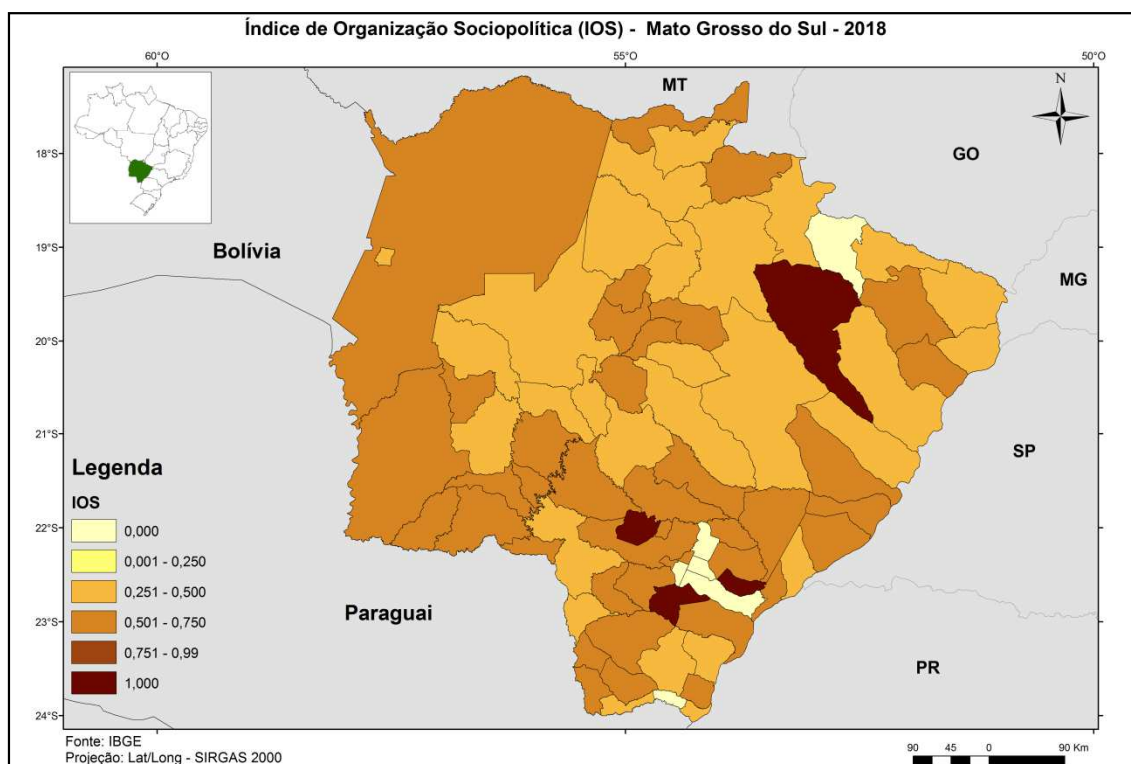 Índice de Organização Sociopolítica (IOS) - Mato Grosso do Sul - 2018
60°O 55°O 50°O
MT
N
18°S
GO
19°S
Bolívia
MG
20°S
21°S
SP
Legenda
IOS
22°S
0,000
0,001 - 0,250
0,251 - 0,500
Paraguai
23°S
0,501 - 0,750
0,751 - 0,99
PR
1,000
24°S
Fonte: IBGE
Projeção: Lat/Long - SIRGAS 2000
90 45 0 90 Km